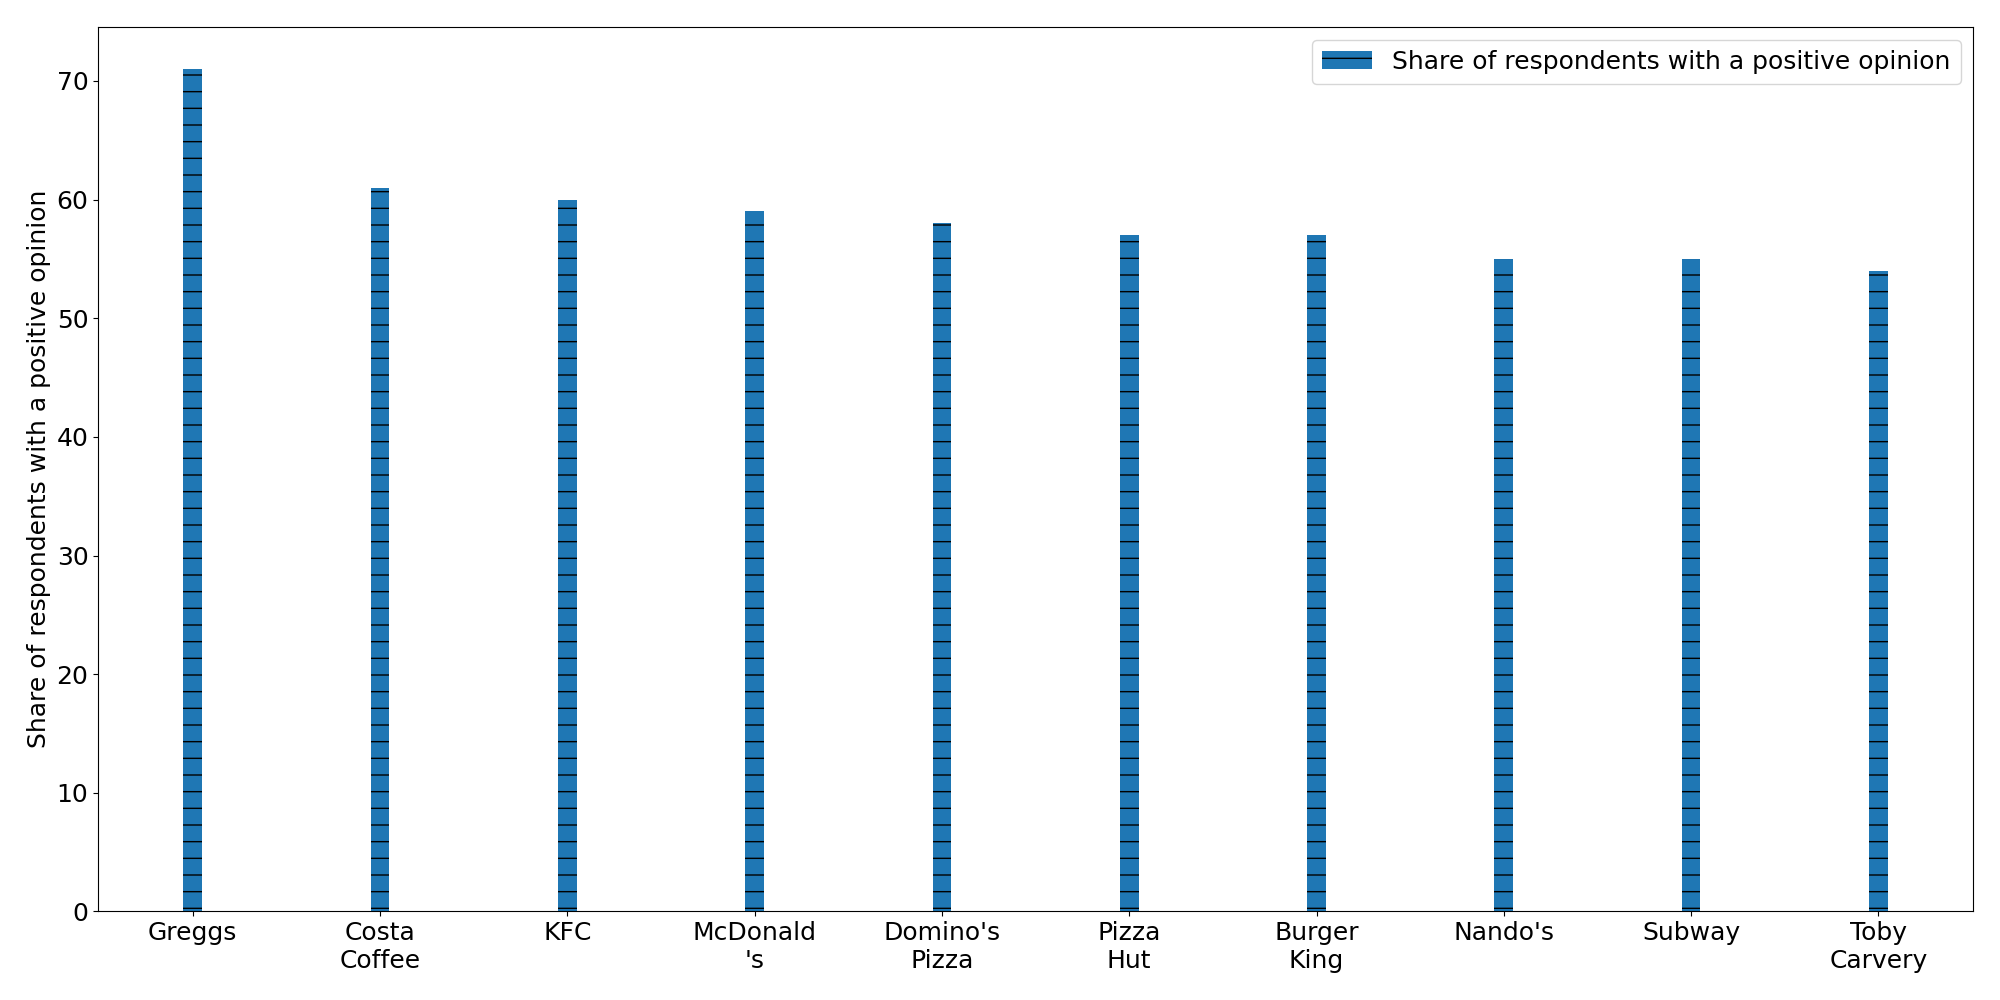 Share of respondents with a positive opinion
Share of respondents with a positive opinion
70
60
50
40
30
20
10
0
Greggs
Costa
Coffee
KFC
McDonald
's
Domino's
Pizza
Pizza
Hut
Burger
King
Nando's
Subway
Toby
Carvery